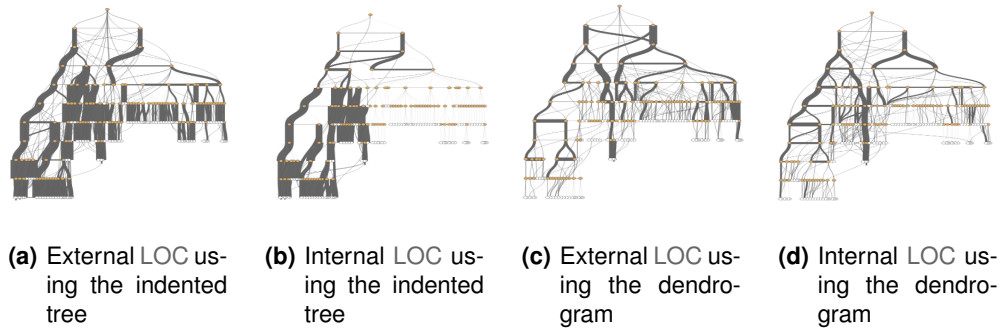 (a) External LOC us-
ing the indented
tree
(b) Internal LOC us-
ing the indented
tree
(c) External LOC us-
ing the dendro-
gram
(d) Internal LOC us-
ing the dendro-
gram